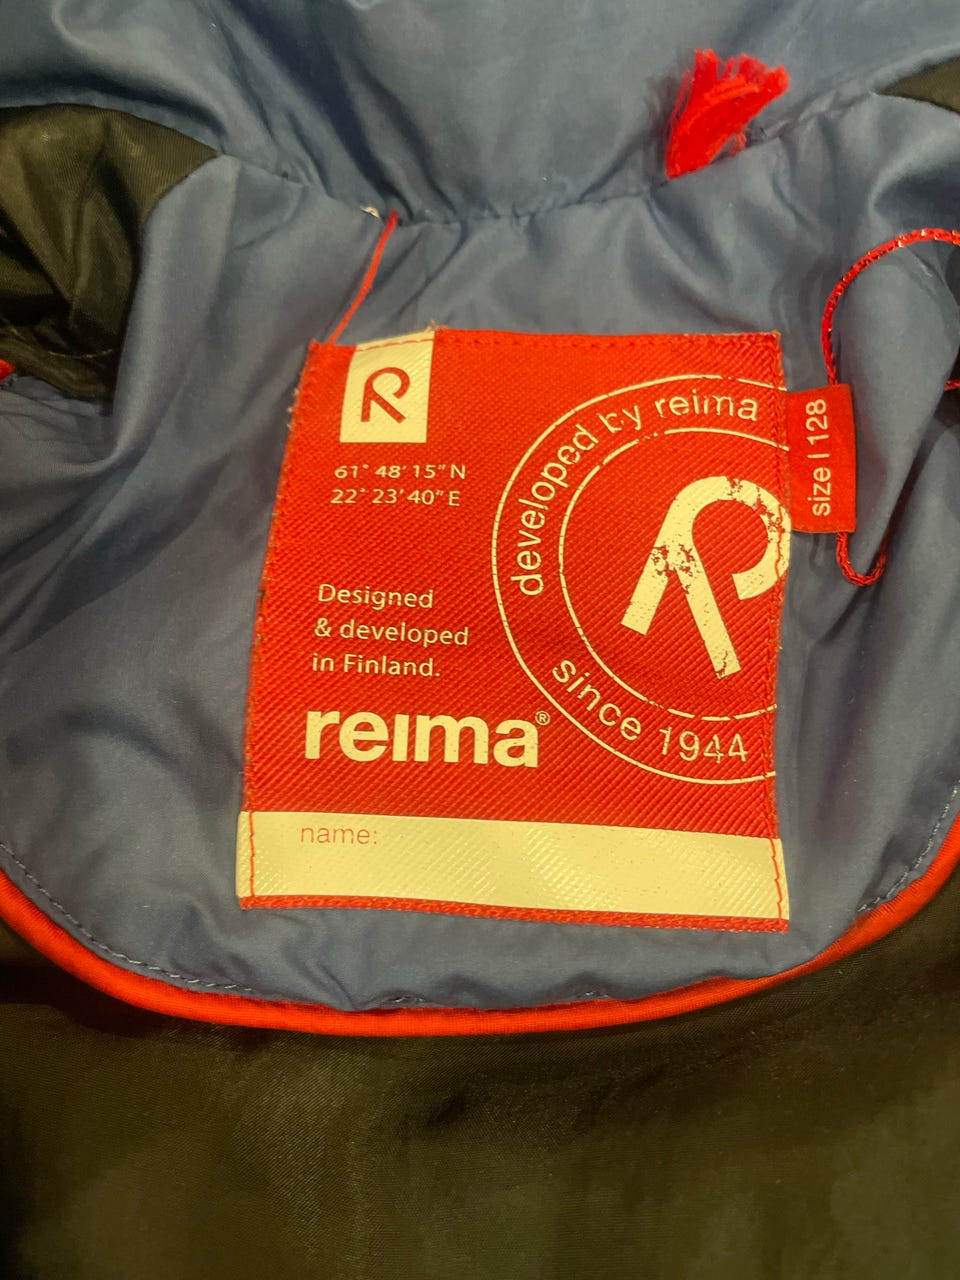 R
61° 48' 15" N
22° 23' 40" E
Designed
& developed
in Finland.
reima®
name:
developed by reima
R
since 1944
size | 128